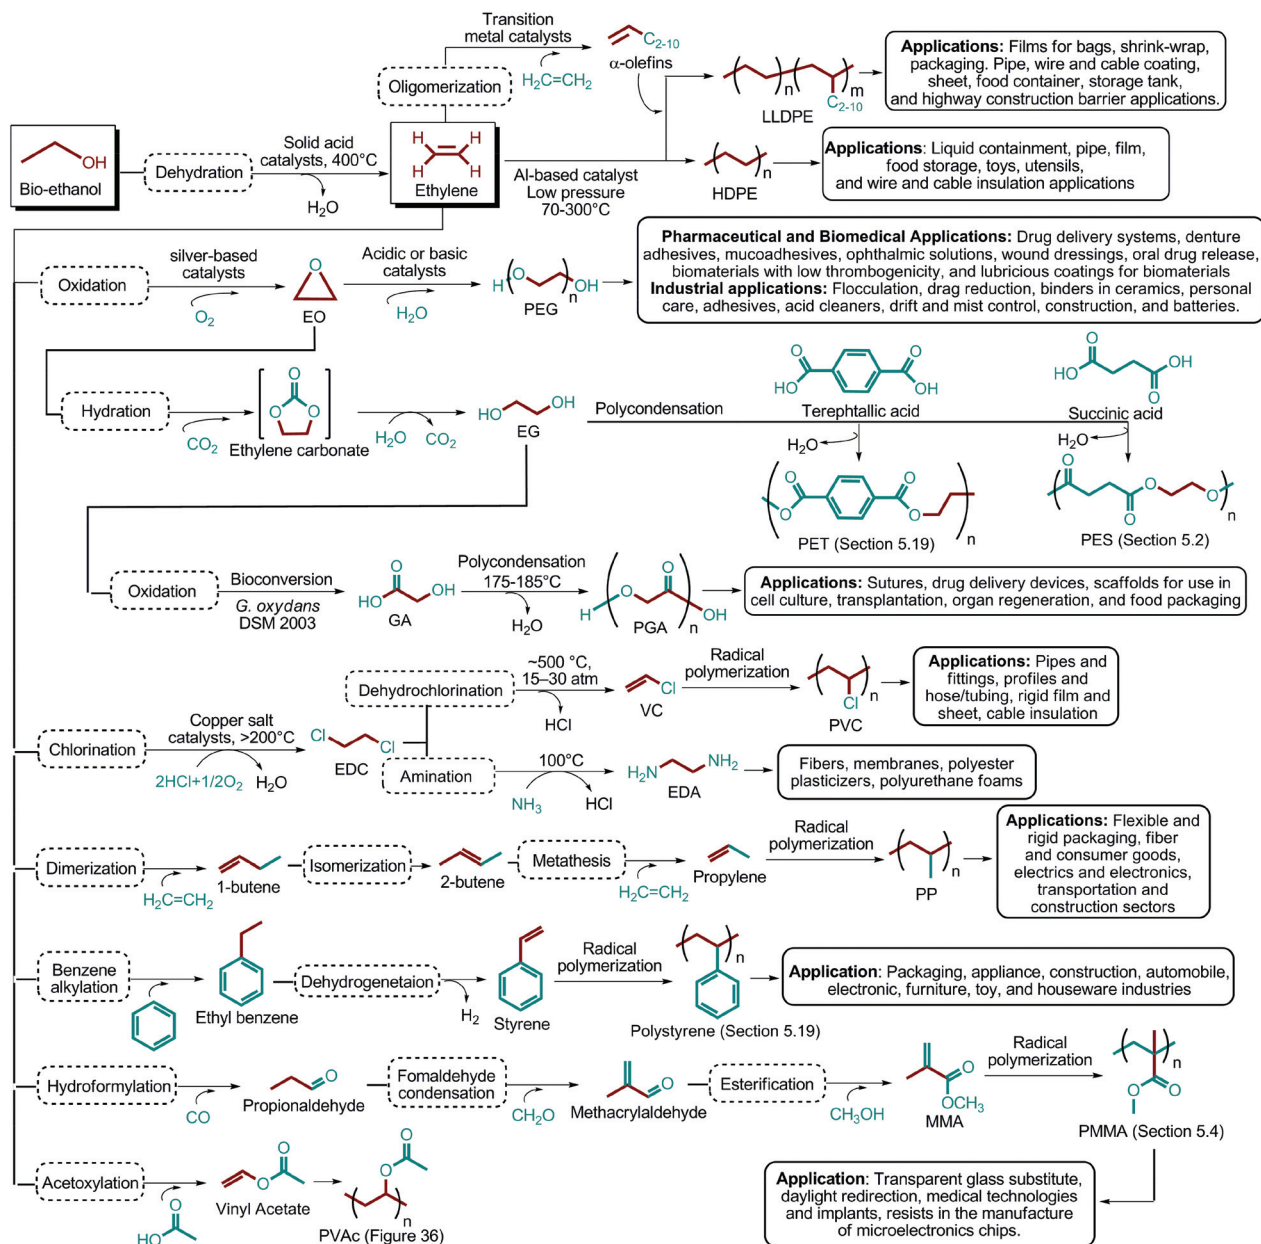 Transition
metal catalysts
H₂C=CH₂
C₂₋₁₀
α-olefins
Oligomerization
n
m
C₂₋₁₀
LLDPE
Applications: Films for bags, shrink-wrap,
packaging. Pipe, wire and cable coating,
sheet, food container, storage tank,
and highway construction barrier applications.
OH
Bio-ethanol
Dehydration
Solid acid
catalysts, 400°C
H₂O
H
H
H
H
Ethylene
Al-based catalyst
Low pressure
70-300°C
n
HDPE
Applications: Liquid containment, pipe, film,
food storage, toys, utensils,
and wire and cable insulation applications
Oxidation
silver-based
catalysts
O₂
O
EO
Acidic or basic
catalysts
H₂O
H
O
n
OH
PEG
Pharmaceutical and Biomedical Applications: Drug delivery systems, denture
adhesives, mucoadhesives, ophthalmic solutions, wound dressings, oral drug release,
biomaterials with low thrombogenicity, and lubricious coatings for biomaterials
Industrial applications: Flocculation, drag reduction, binders in ceramics, personal
care, adhesives, acid cleaners, drift and mist control, construction, and batteries.
Hydration
CO₂
O
O
O
Ethylene carbonate
H₂O
CO₂
HO
OH
EG
Polycondensation
O
HO
O
OH
Terephtallic acid
H₂O
O
HO
OH
O
Succinic acid
H₂O
O
O
O
O
n
PET (Section 5.19)
O
O
O
O
n
PES (Section 5.2)
Oxidation
Bioconversion
G. oxydans
DSM 2003
O
HO
OH
GA
Polycondensation
175-185°C
H₂O
H
O
O
n
OH
PGA
Applications: Sutures, drug delivery devices, scaffolds for use in
cell culture, transplantation, organ regeneration, and food packaging
Chlorination
Copper salt
catalysts, >200°C
2HCl+1/2O₂
H₂O
Cl
Cl
EDC
Dehydrochlorination
~500 °C,
15–30 atm
HCl
Cl
VC
Radical
polymerization
Cl
n
PVC
Applications: Pipes and
fittings, profiles and
hose/tubing, rigid film and
sheet, cable insulation
Amination
100°C
NH₃
HCl
H₂N
NH₂
EDA
Fibers, membranes, polyester
plasticizers, polyurethane foams
Dimerization
H₂C=CH₂
1-butene
Isomerization
2-butene
Metathesis
H₂C=CH₂
Propylene
Radical
polymerization
n
PP
Applications: Flexible and
rigid packaging, fiber
and consumer goods,
electrics and electronics,
transportation and
construction sectors
Benzene
alkylation
Ethyl benzene
Dehydrogenetaion
H₂
Styrene
Radical
polymerization
n
Polystyrene (Section 5.19)
Application: Packaging, appliance, construction, automobile,
electronic, furniture, toy, and houseware industries
Hydroformylation
CO
O
Propionaldehyde
Fomaldehyde
condensation
CH₂O
O
Methacrylaldehyde
Esterification
CH₃OH
O
OCH₃
MMA
Radical
polymerization
n
O
O
PMMA (Section 5.4)
Acetoxylation
O
HO
O
O
Vinyl Acetate
O
O
n
PVAc (Figure 36)
Application: Transparent glass substitute,
daylight redirection, medical technologies
and implants, resists in the manufacture
of microelectronics chips.